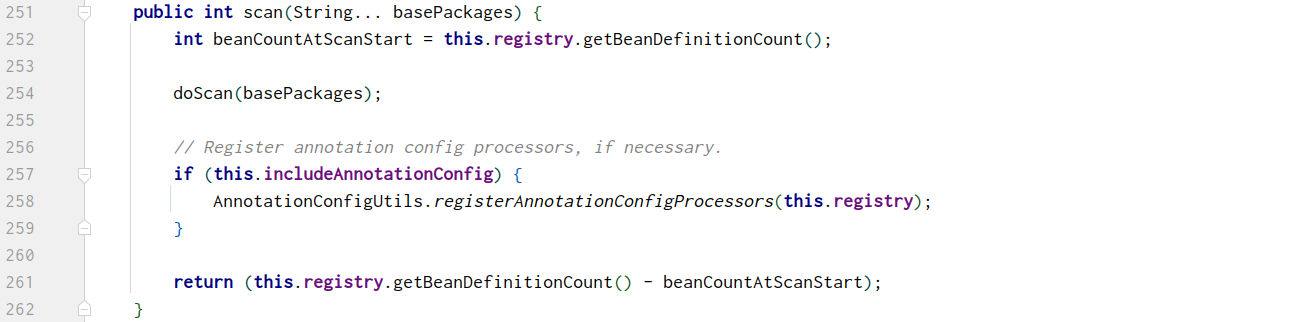 251 public int scan(String... basePackages) {
252 int beanCountAtScanStart = this.registry.getBeanDefinitionCount();
253
254 doScan(basePackages);
255
256 // Register annotation config processors, if necessary.
257 if (this.includeAnnotationConfig) {
258 AnnotationConfigUtils.registerAnnotationConfigProcessors(this.registry);
259 }
260
261 return (this.registry.getBeanDefinitionCount() - beanCountAtScanStart);
262 }